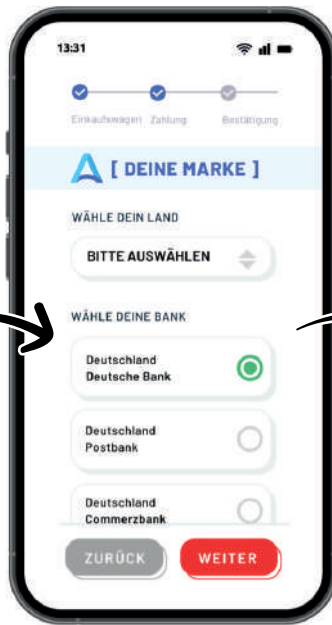 13:31
Einkaufswagen Zahlung Bestätigung
[ DEINE MARKE ]
WÄHLE DEIN LAND
BITTE AUSWÄHLEN
WÄHLE DEINE BANK
Deutschland
Deutsche Bank
Deutschland
Postbank
Deutschland
Commerzbank
ZURÜCK WEITER